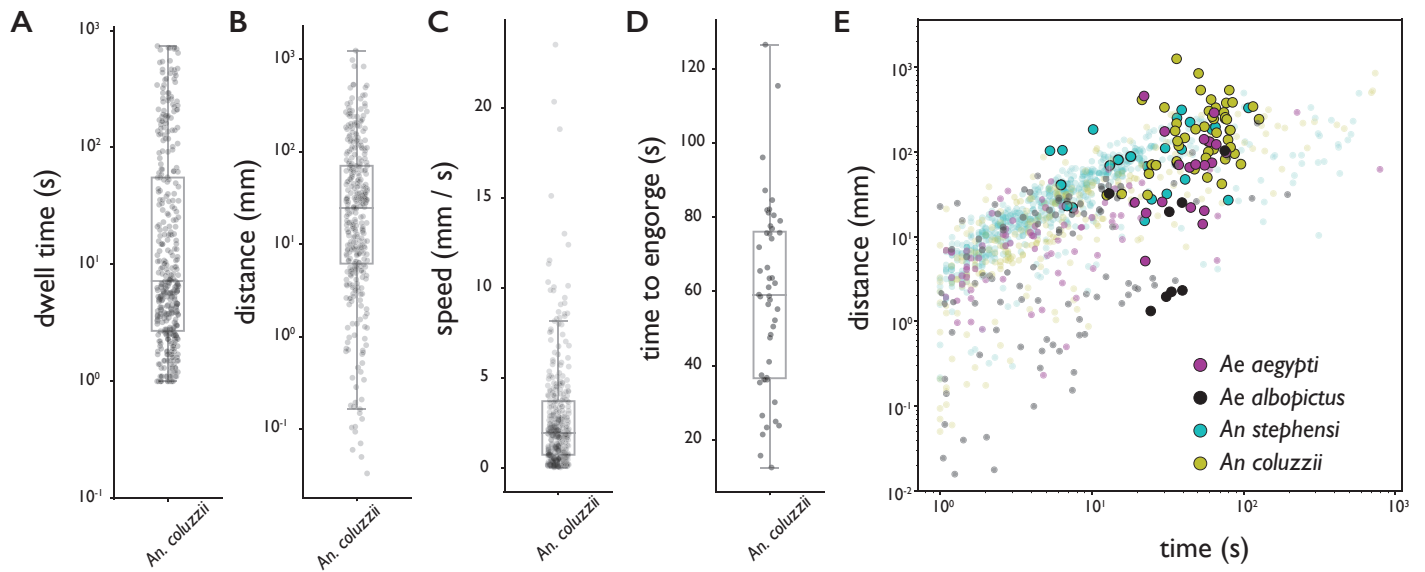 A
dwell time (s)
10³
10²
10¹
10⁰
10⁻¹
An. coluzzii
B
distance (mm)
10³
10²
10¹
10⁰
10⁻¹
An. coluzzii
C
speed (mm / s)
20
15
10
5
0
An. coluzzii
D
time to engorge (s)
120
100
80
60
40
20
An. coluzzii
E
distance (mm)
10³
10²
10¹
10⁰
10⁻¹
10⁻²
Ae aegypti
Ae albopictus
An stephensi
An coluzzii
10⁰ 10¹ 10² 10³
time (s)